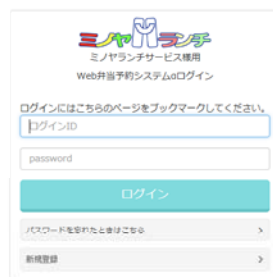 ミノヤランチ
ミノヤランチサービス様用
Web弁当予約システムoログイン
ログインにはこちらのページをブックマークしてください。
ログインID
password
ログイン
パスワードを忘れたときはこちら
新規登録